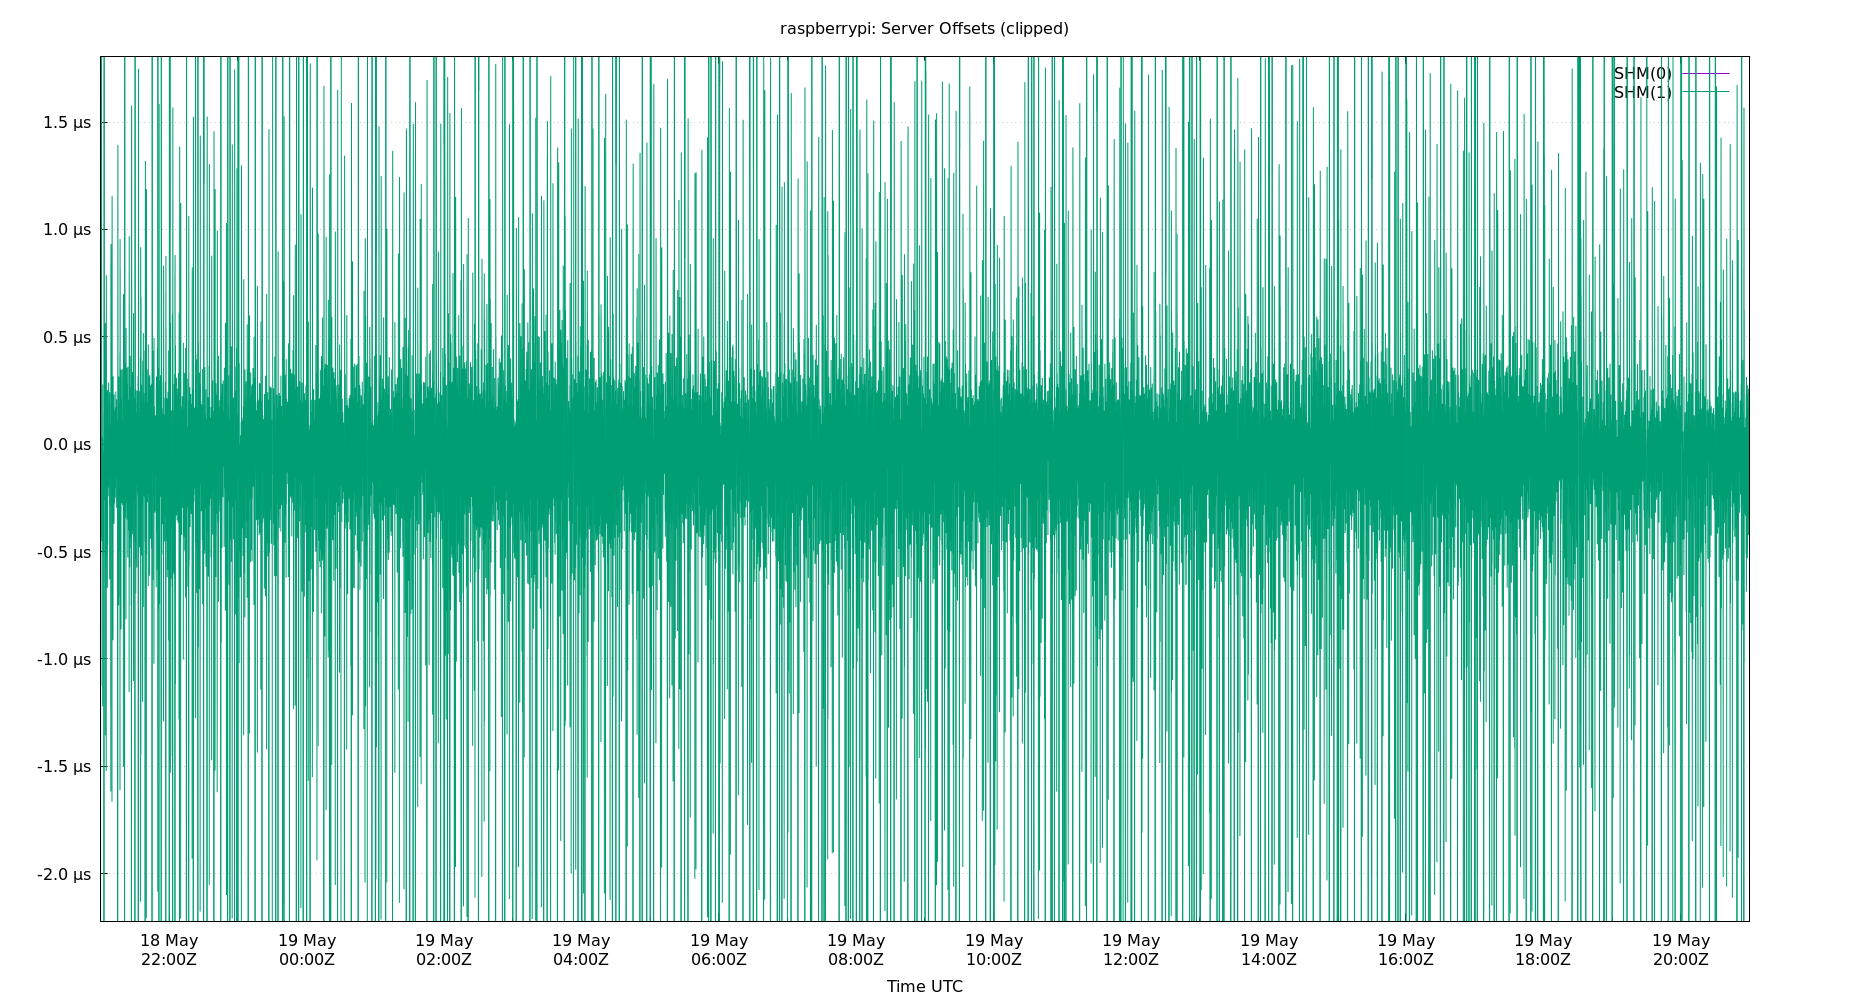 raspberrypi: Server Offsets (clipped)
SHM(0)
SHM(1)
1.5 µs
1.0 µs
0.5 µs
0.0 µs
-0.5 µs
-1.0 µs
-1.5 µs
-2.0 µs
18 May 19 May 19 May 19 May 19 May 19 May 19 May 19 May 19 May 19 May 19 May 19 May
22:00Z 00:00Z 02:00Z 04:00Z 06:00Z 08:00Z 10:00Z 12:00Z 14:00Z 16:00Z 18:00Z 20:00Z
Time UTC